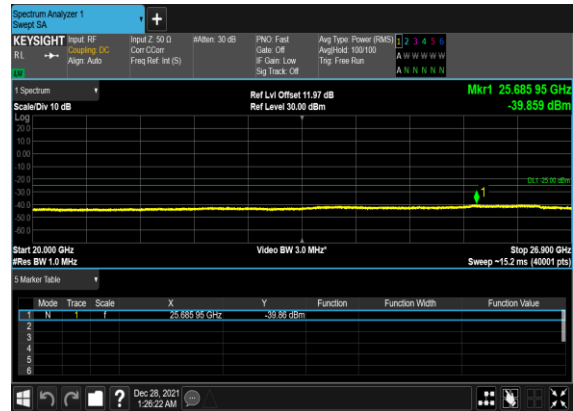 Spectrum Analyzer 1
Swept SA
+
KEYSIGHT Input: RF Input Z: 50 Ω #Atten: 30 dB PNO: Fast Avg Type: Power (RMS) 1 2 3 4 5 6
RL Coupling: DC Corr CCorr Gate: Off Avg|Hold: 100/100 A W W W W W
Align: Auto Freq Ref: Int (S) IF Gain: Low Trig: Free Run
LXI Sig Track: Off A N N N N N
1 Spectrum Ref Lvl Offset 11.97 dB Mkr1 25.685 95 GHz
Scale/Div 10 dB Ref Level 30.00 dBm -39.859 dBm
Log
20.0
10.0
0.00
-10.0
-20.0
DL1 -25.00 dBm
-30.0
1
-40.0
-50.0
-60.0
Start 20.000 GHz Video BW 3.0 MHz* Stop 26.900 GHz
#Res BW 1.0 MHz Sweep ~15.2 ms (40001 pts)
5 Marker Table
Mode Trace Scale X Y Function Function Width Function Value
1 N 1 f 25.685 95 GHz -39.86 dBm
2
3
4
5
6
? Dec 28, 2021
1:26:22 AM